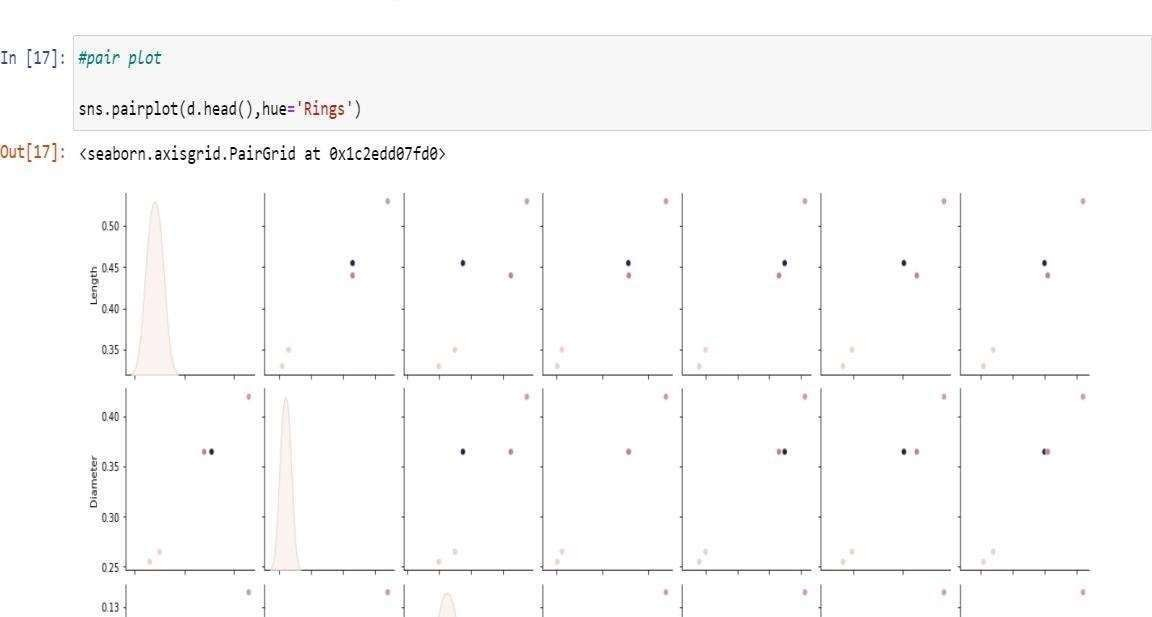 In [17]: #pair plot
sns.pairplot(d.head(),hue='Rings')
Out[17]: <seaborn.axisgrid.PairGrid at 0x1c2edd07fd0>
0.50
0.45
0.40
0.35
Length
0.40
0.35
0.30
0.25
Diameter
0.13